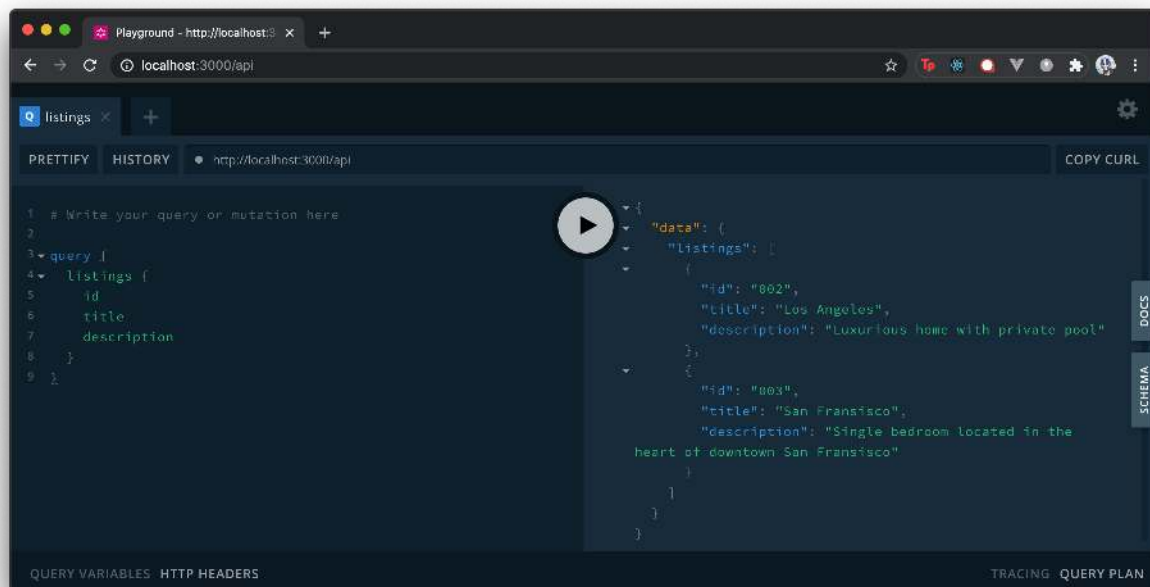 Playground - http://localhost:3
localhost:3000/api
Tp
Q listings
PRETTIFY HISTORY http://localhost:3000/api COPY CURL
1 # Write your query or mutation here
2
3 query {
4 listings {
5 id
6 title
7 description
8 }
9 }
{
"data": {
"listings": [
{
"id": "802",
"title": "Los Angeles",
"description": "Luxurious home with private pool"
},
{
"id": "803",
"title": "San Fransisco",
"description": "Single bedroom located in the
heart of downtown San Fransisco"
}
]
}
}
DOCS
SCHEMA
QUERY VARIABLES HTTP HEADERS TRACING QUERY PLAN